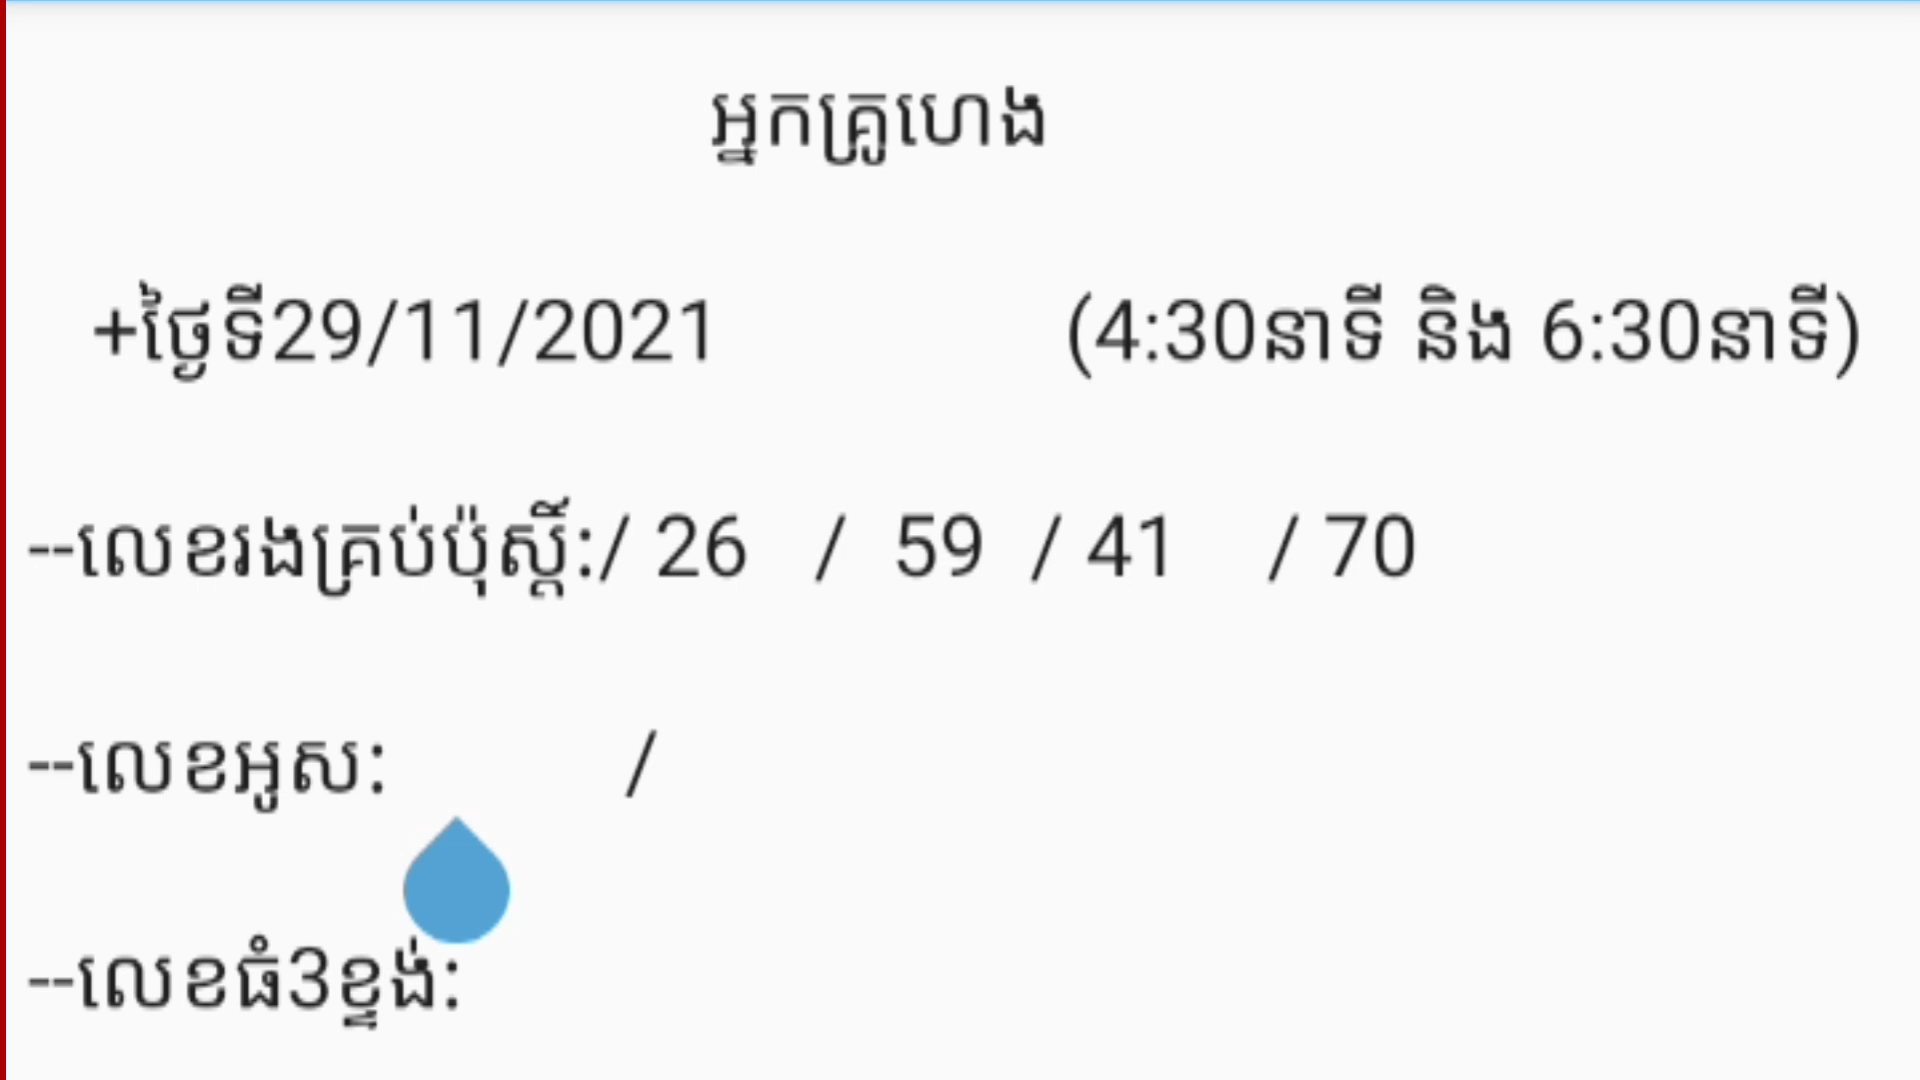 អ្នកគ្រូហេង
+ថ្ងៃទី29/11/2021 (4:30នាទី និង 6:30នាទី)
--លេខរងគ្រប់ប៉ុស្តិ៍:/ 26 / 59 / 41 / 70
--លេខអូស: /
--លេខធំ3ខ្ទង់: